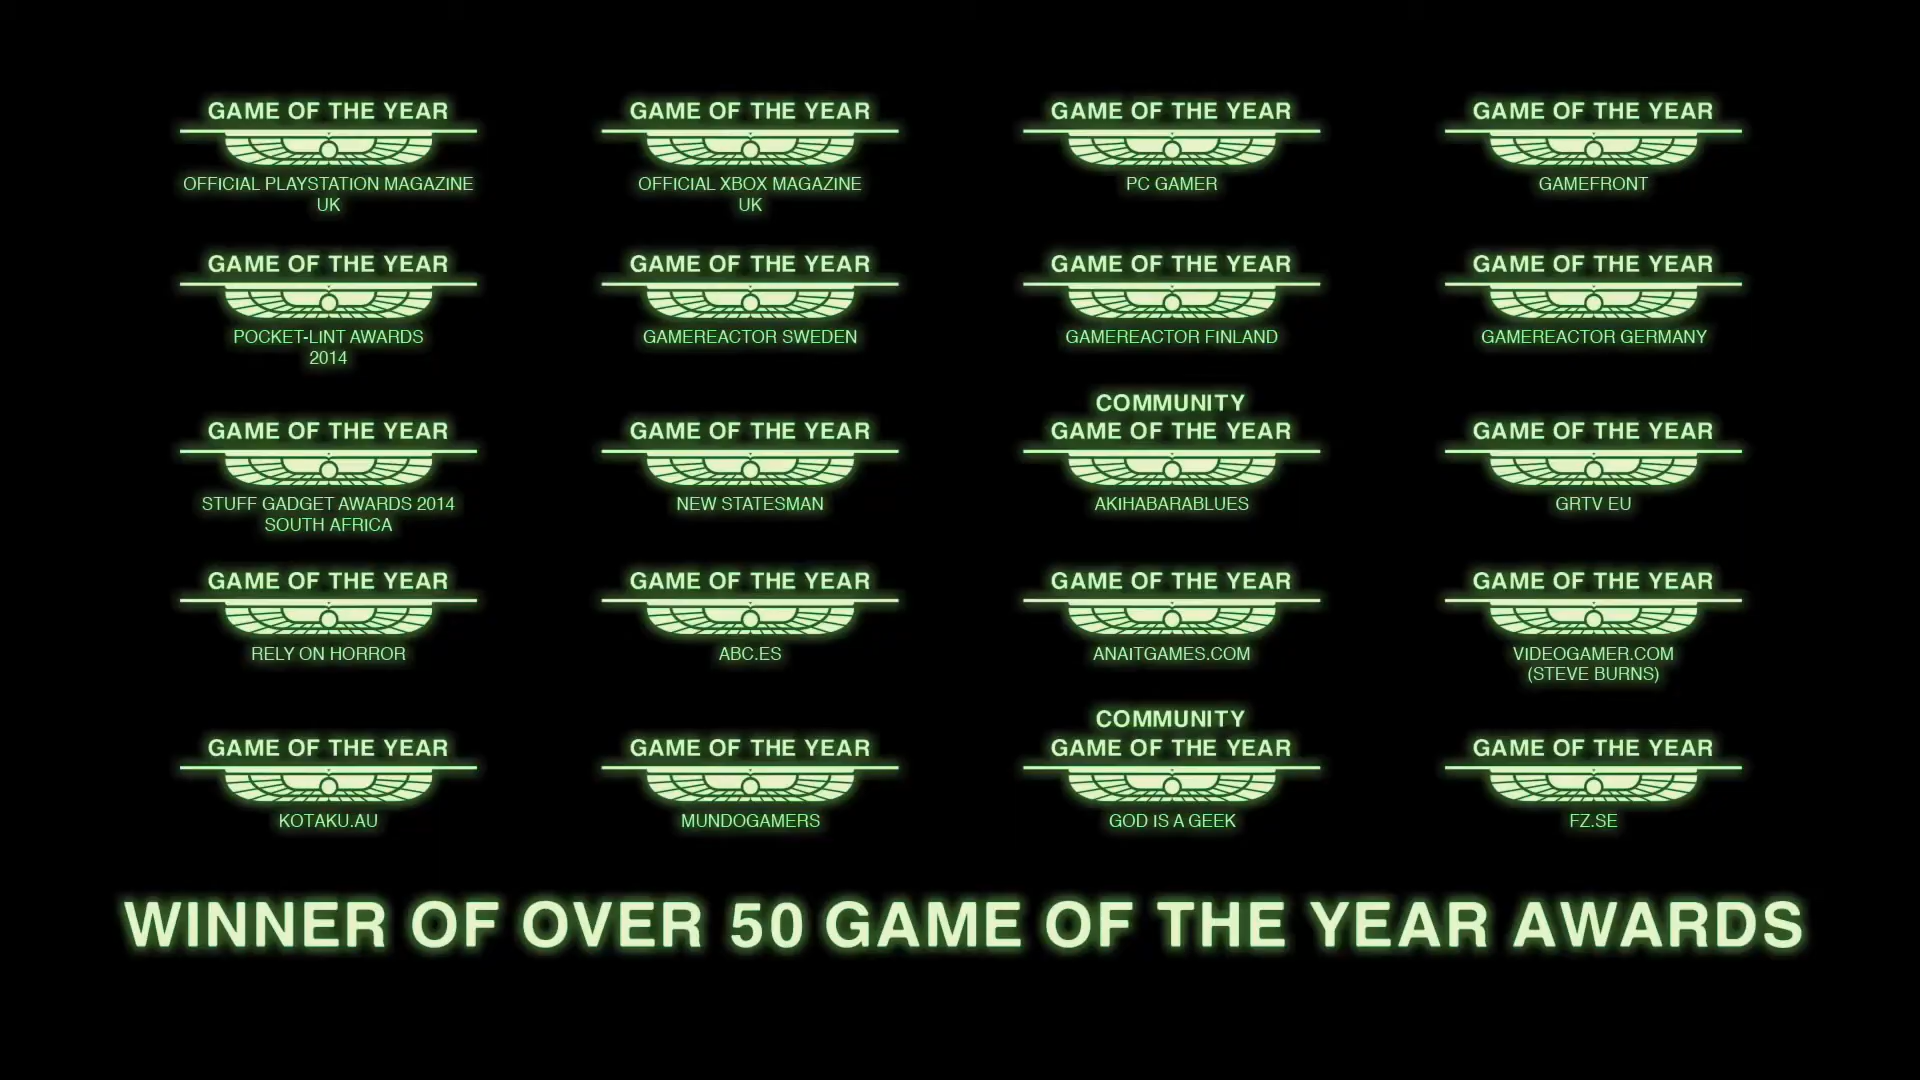 GAME OF THE YEAR
OFFICIAL PLAYSTATION MAGAZINE
UK
GAME OF THE YEAR
OFFICIAL XBOX MAGAZINE
UK
GAME OF THE YEAR
PC GAMER
GAME OF THE YEAR
GAMEFRONT
GAME OF THE YEAR
POCKET-LINT AWARDS
2014
GAME OF THE YEAR
GAMEREACTOR SWEDEN
GAME OF THE YEAR
GAMEREACTOR FINLAND
GAME OF THE YEAR
GAMEREACTOR GERMANY
GAME OF THE YEAR
STUFF GADGET AWARDS 2014
SOUTH AFRICA
GAME OF THE YEAR
NEW STATESMAN
COMMUNITY
GAME OF THE YEAR
AKIHABARABLUES
GAME OF THE YEAR
GRTV EU
GAME OF THE YEAR
RELY ON HORROR
GAME OF THE YEAR
ABC.ES
GAME OF THE YEAR
ANAITGAMES.COM
GAME OF THE YEAR
VIDEOGAMER.COM
(STEVE BURNS)
GAME OF THE YEAR
KOTAKU.AU
GAME OF THE YEAR
MUNDOGAMERS
COMMUNITY
GAME OF THE YEAR
GOD IS A GEEK
GAME OF THE YEAR
FZ.SE
WINNER OF OVER 50 GAME OF THE YEAR AWARDS